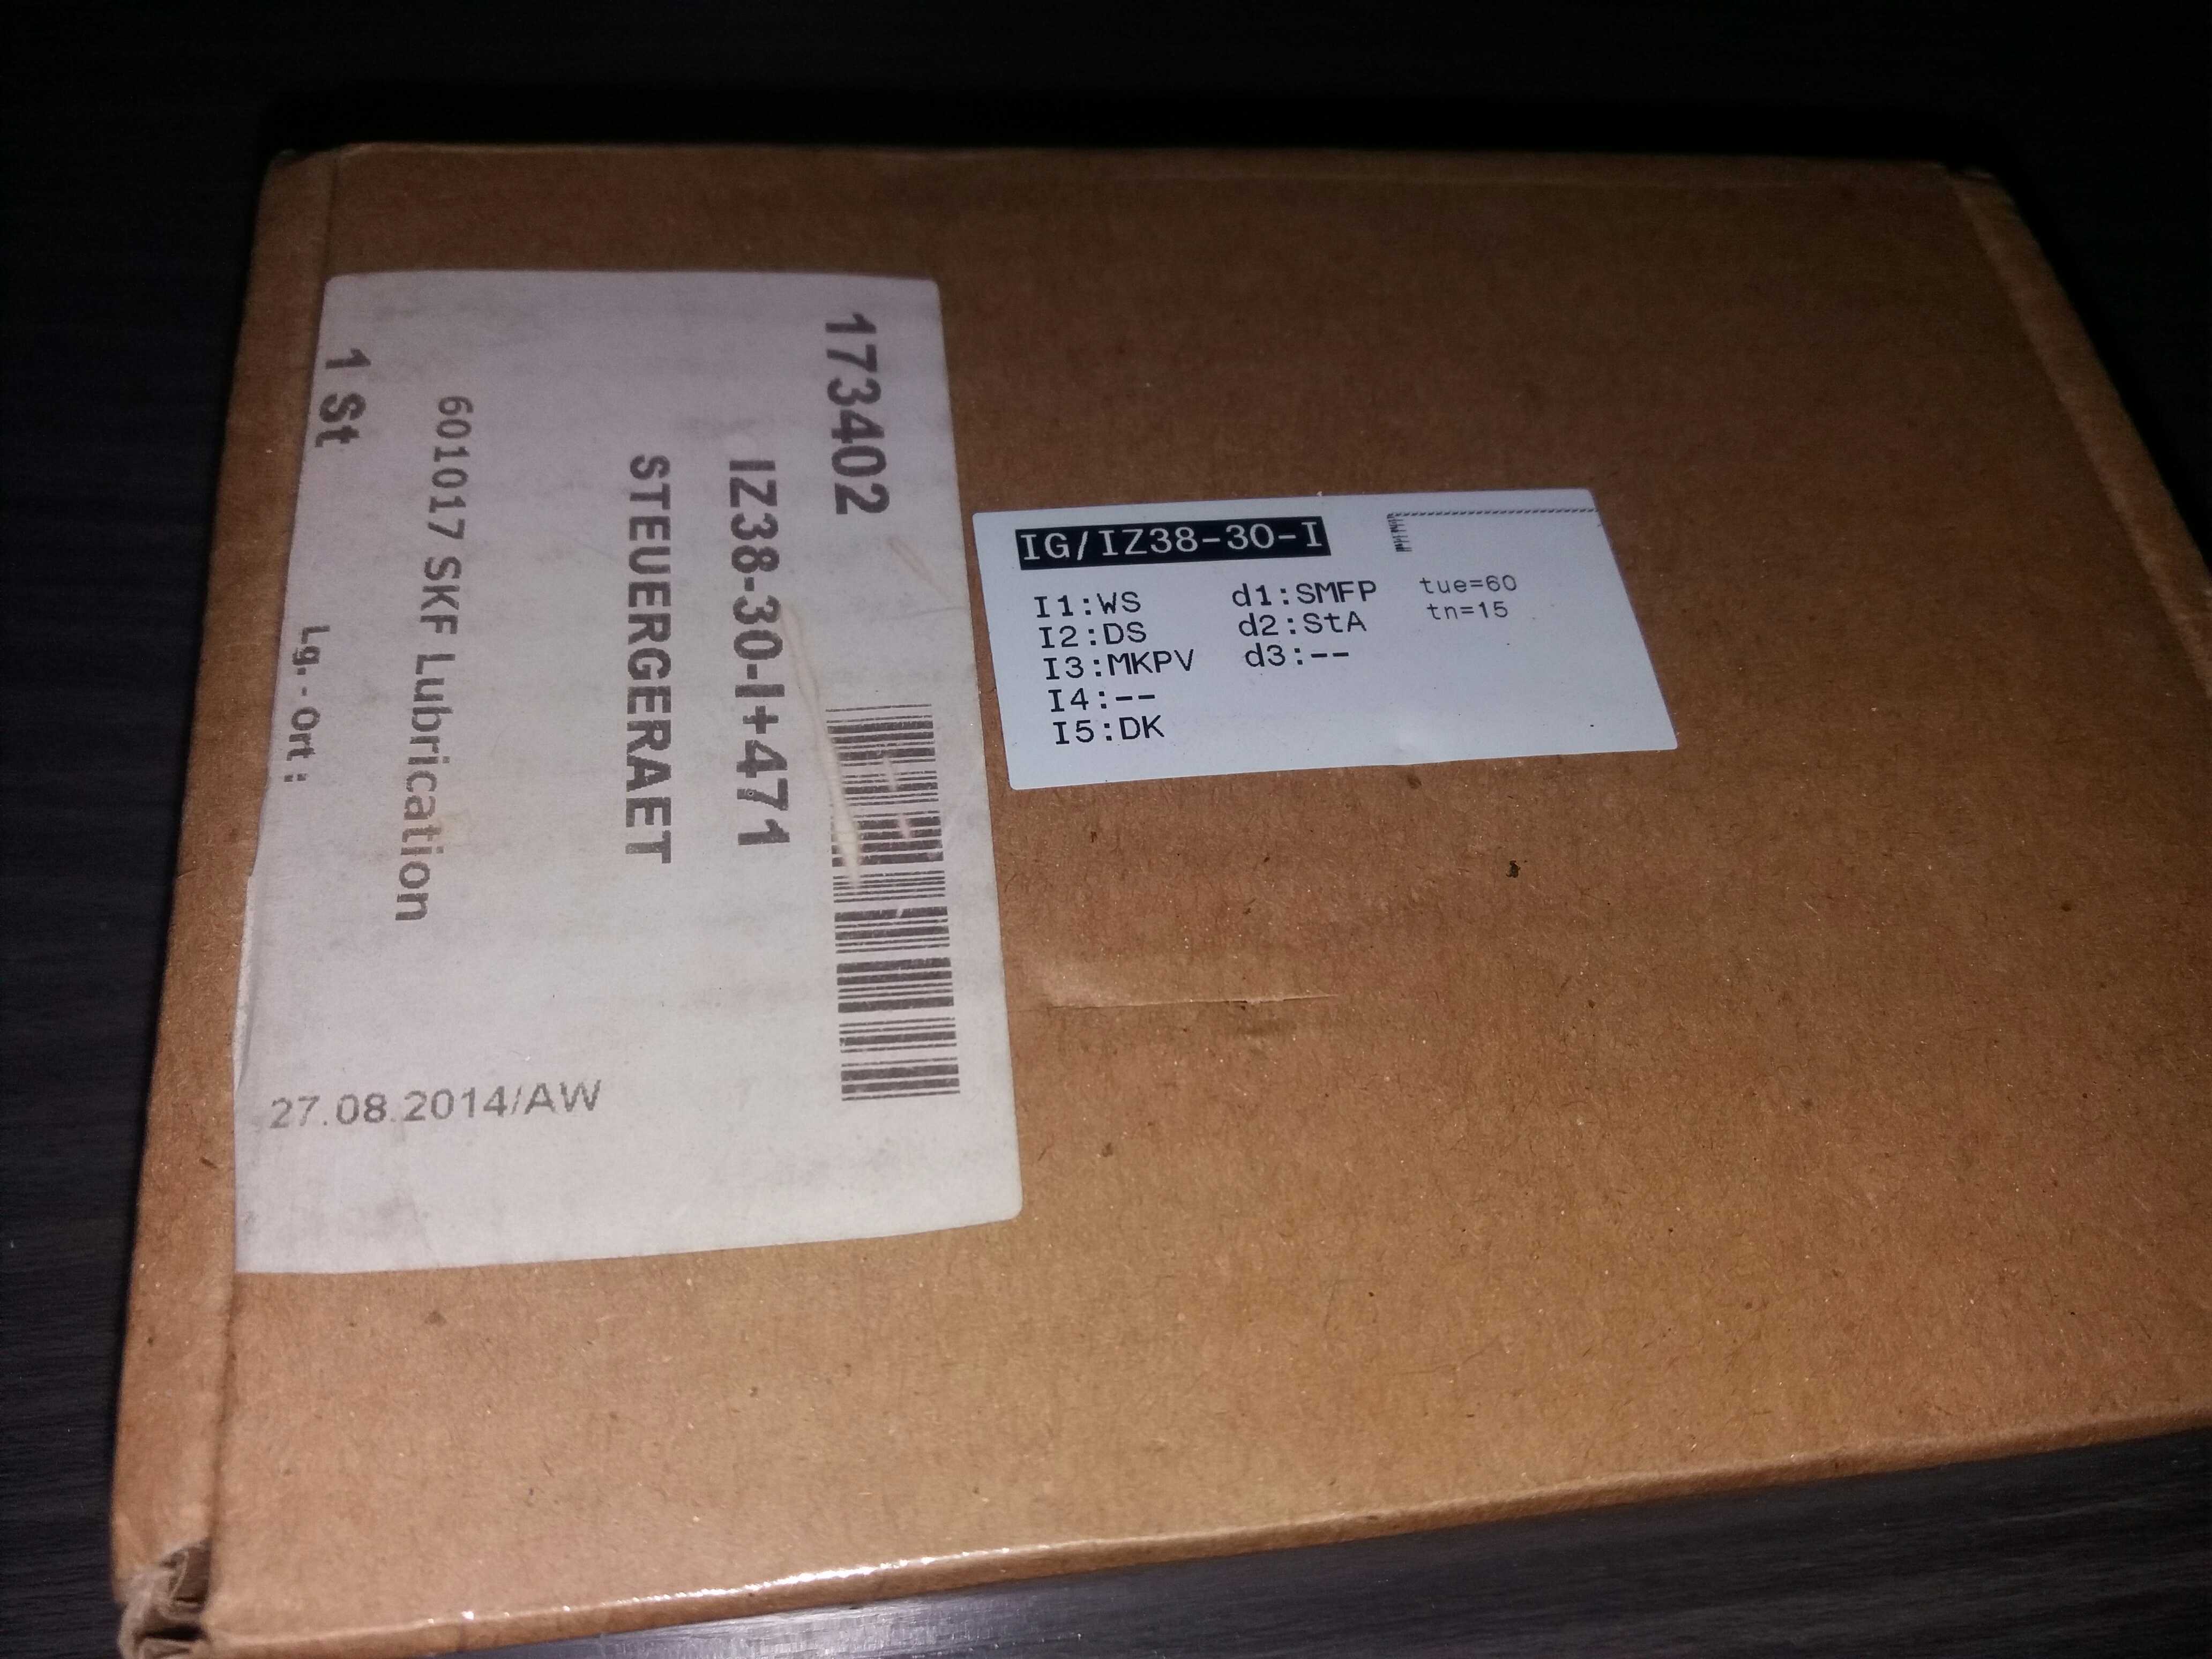 173402
IZ38-30-I+471
STEUERGERAET
601017 SKF Lubrication
1 St
Lg.-Ort:
27.08.2014/AW
IG/IZ38-30-I
I1:WS d1:SMFP tue=60
I2:DS d2:StA tn=15
I3:MKPV d3:--
I4:--
I5:DK